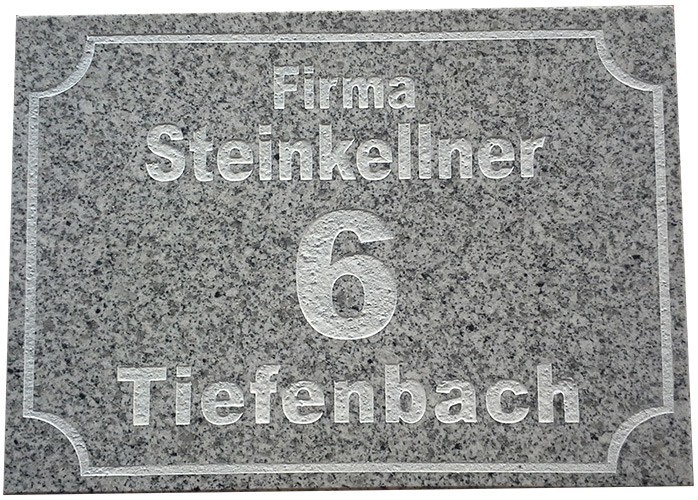 Firma
Steinkellner
6
Tiefenbach